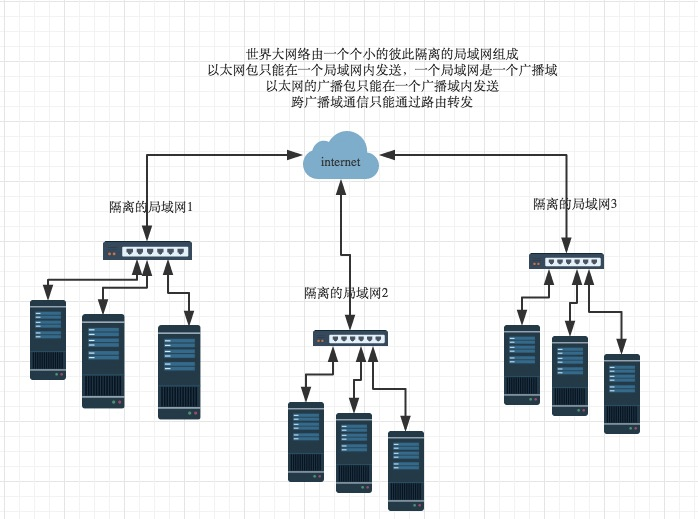 世界大网络由一个个小的彼此隔离的局域网组成
以太网包只能在一个局域网内发送，一个局域网是一个广播域
以太网的广播包只能在一个广播域内发送
跨广播域通信只能通过路由转发
internet
隔离的局域网1
隔离的局域网3
隔离的局域网2